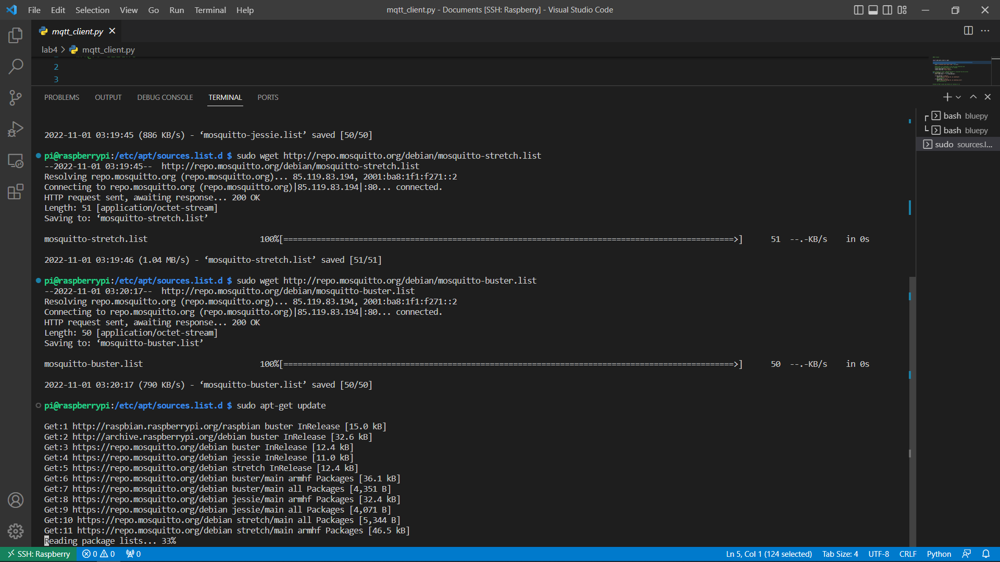 File Edit Selection View Go Run Terminal Help
mqtt_client.py - Documents [SSH: Raspberry] - Visual Studio Code
mqtt_client.py
lab4 > mqtt_client.py
2
3
PROBLEMS OUTPUT DEBUG CONSOLE TERMINAL PORTS
bash bluepy
bash bluepy
sudo sources.l...
2022-11-01 03:19:45 (886 KB/s) - ‘mosquitto-jessie.list’ saved [50/50]
pi@raspberrypi:/etc/apt/sources.list.d $ sudo wget http://repo.mosquitto.org/debian/mosquitto-stretch.list
--2022-11-01 03:19:45--  http://repo.mosquitto.org/debian/mosquitto-stretch.list
Resolving repo.mosquitto.org (repo.mosquitto.org)... 85.119.83.194, 2001:ba8:1f1:f271::2
Connecting to repo.mosquitto.org (repo.mosquitto.org)|85.119.83.194|:80... connected.
HTTP request sent, awaiting response... 200 OK
Length: 51 [application/octet-stream]
Saving to: ‘mosquitto-stretch.list’
mosquitto-stretch.list 100%[================================================================================================>] 51 --.-KB/s in 0s
2022-11-01 03:19:46 (1.04 MB/s) - ‘mosquitto-stretch.list’ saved [51/51]
pi@raspberrypi:/etc/apt/sources.list.d $ sudo wget http://repo.mosquitto.org/debian/mosquitto-buster.list
--2022-11-01 03:20:17--  http://repo.mosquitto.org/debian/mosquitto-buster.list
Resolving repo.mosquitto.org (repo.mosquitto.org)... 85.119.83.194, 2001:ba8:1f1:f271::2
Connecting to repo.mosquitto.org (repo.mosquitto.org)|85.119.83.194|:80... connected.
HTTP request sent, awaiting response... 200 OK
Length: 50 [application/octet-stream]
Saving to: ‘mosquitto-buster.list’
mosquitto-buster.list 100%[================================================================================================>] 50 --.-KB/s in 0s
2022-11-01 03:20:17 (790 KB/s) - ‘mosquitto-buster.list’ saved [50/50]
pi@raspberrypi:/etc/apt/sources.list.d $ sudo apt-get update
Get:1 http://raspbian.raspberrypi.org/raspbian buster InRelease [15.0 kB]
Get:2 http://archive.raspberrypi.org/debian buster InRelease [32.6 kB]
Get:3 https://repo.mosquitto.org/debian buster InRelease [12.4 kB]
Get:4 https://repo.mosquitto.org/debian jessie InRelease [11.0 kB]
Get:5 https://repo.mosquitto.org/debian stretch InRelease [12.4 kB]
Get:6 https://repo.mosquitto.org/debian buster/main armhf Packages [36.1 kB]
Get:7 https://repo.mosquitto.org/debian buster/main all Packages [4,351 B]
Get:8 https://repo.mosquitto.org/debian jessie/main armhf Packages [32.4 kB]
Get:9 https://repo.mosquitto.org/debian jessie/main all Packages [4,071 B]
Get:10 https://repo.mosquitto.org/debian stretch/main all Packages [5,344 B]
Get:11 https://repo.mosquitto.org/debian stretch/main armhf Packages [46.5 kB]
Reading package lists... 33%
SSH: Raspberry 0 0 0 Ln 5, Col 1 (124 selected) Tab Size: 4 UTF-8 CRLF Python